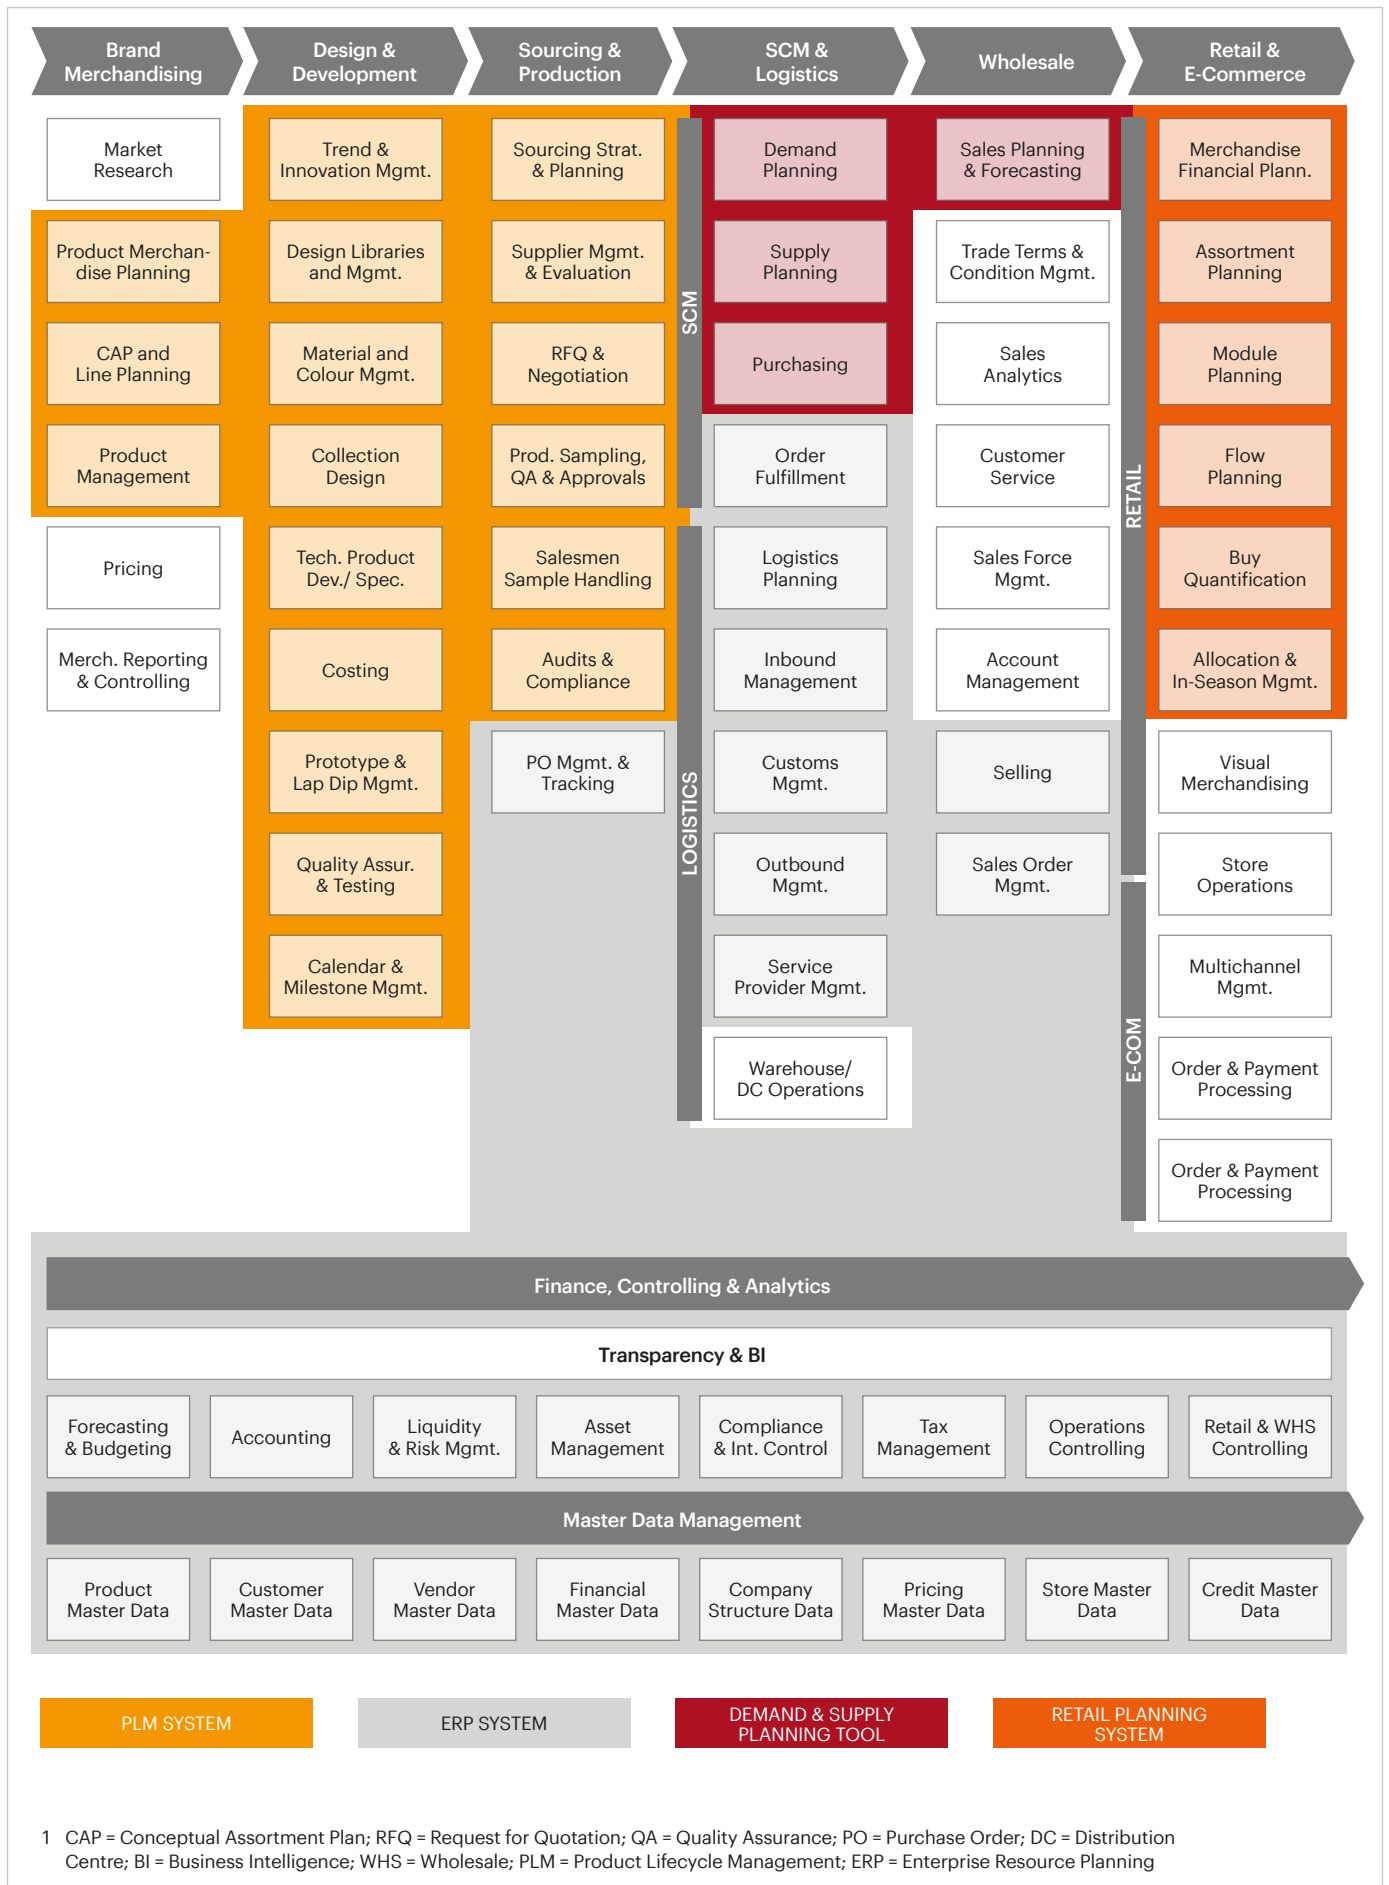 Brand
Merchandising
Design &
Development
Sourcing &
Production
SCM &
Logistics
Wholesale
Retail &
E-Commerce
Market
Research
Product Merchan-
dise Planning
CAP and
Line Planning
Product
Management
Pricing
Merch. Reporting
& Controlling
Trend &
Innovation Mgmt.
Design Libraries
and Mgmt.
Material and
Colour Mgmt.
Collection
Design
Tech. Product
Dev./ Spec.
Costing
Prototype &
Lap Dip Mgmt.
Quality Assur.
& Testing
Calendar &
Milestone Mgmt.
Sourcing Strat.
& Planning
Supplier Mgmt.
& Evaluation
RFQ &
Negotiation
Prod. Sampling,
QA & Approvals
Salesmen
Sample Handling
Audits &
Compliance
PO Mgmt. &
Tracking
SCM
LOGISTICS
Demand
Planning
Supply
Planning
Purchasing
Order
Fulfillment
Logistics
Planning
Inbound
Management
Customs
Mgmt.
Outbound
Mgmt.
Service
Provider Mgmt.
Warehouse/
DC Operations
Sales Planning
& Forecasting
Trade Terms &
Condition Mgmt.
Sales
Analytics
Customer
Service
Sales Force
Mgmt.
Account
Management
Selling
Sales Order
Mgmt.
RETAIL
E-COM
Merchandise
Financial Plann.
Assortment
Planning
Module
Planning
Flow
Planning
Buy
Quantification
Allocation &
In-Season Mgmt.
Visual
Merchandising
Store
Operations
Multichannel
Mgmt.
Order & Payment
Processing
Order & Payment
Processing
Finance, Controlling & Analytics
Transparency & BI
Forecasting
& Budgeting
Accounting
Liquidity
& Risk Mgmt.
Asset
Management
Compliance
& Int. Control
Tax
Management
Operations
Controlling
Retail & WHS
Controlling
Master Data Management
Product
Master Data
Customer
Master Data
Vendor
Master Data
Financial
Master Data
Company
Structure Data
Pricing
Master Data
Store Master
Data
Credit Master
Data
PLM SYSTEM
ERP SYSTEM
DEMAND & SUPPLY
PLANNING TOOL
RETAIL PLANNING
SYSTEM
1 CAP = Conceptual Assortment Plan; RFQ = Request for Quotation; QA = Quality Assurance; PO = Purchase Order; DC = Distribution
Centre; BI = Business Intelligence; WHS = Wholesale; PLM = Product Lifecycle Management; ERP = Enterprise Resource Planning